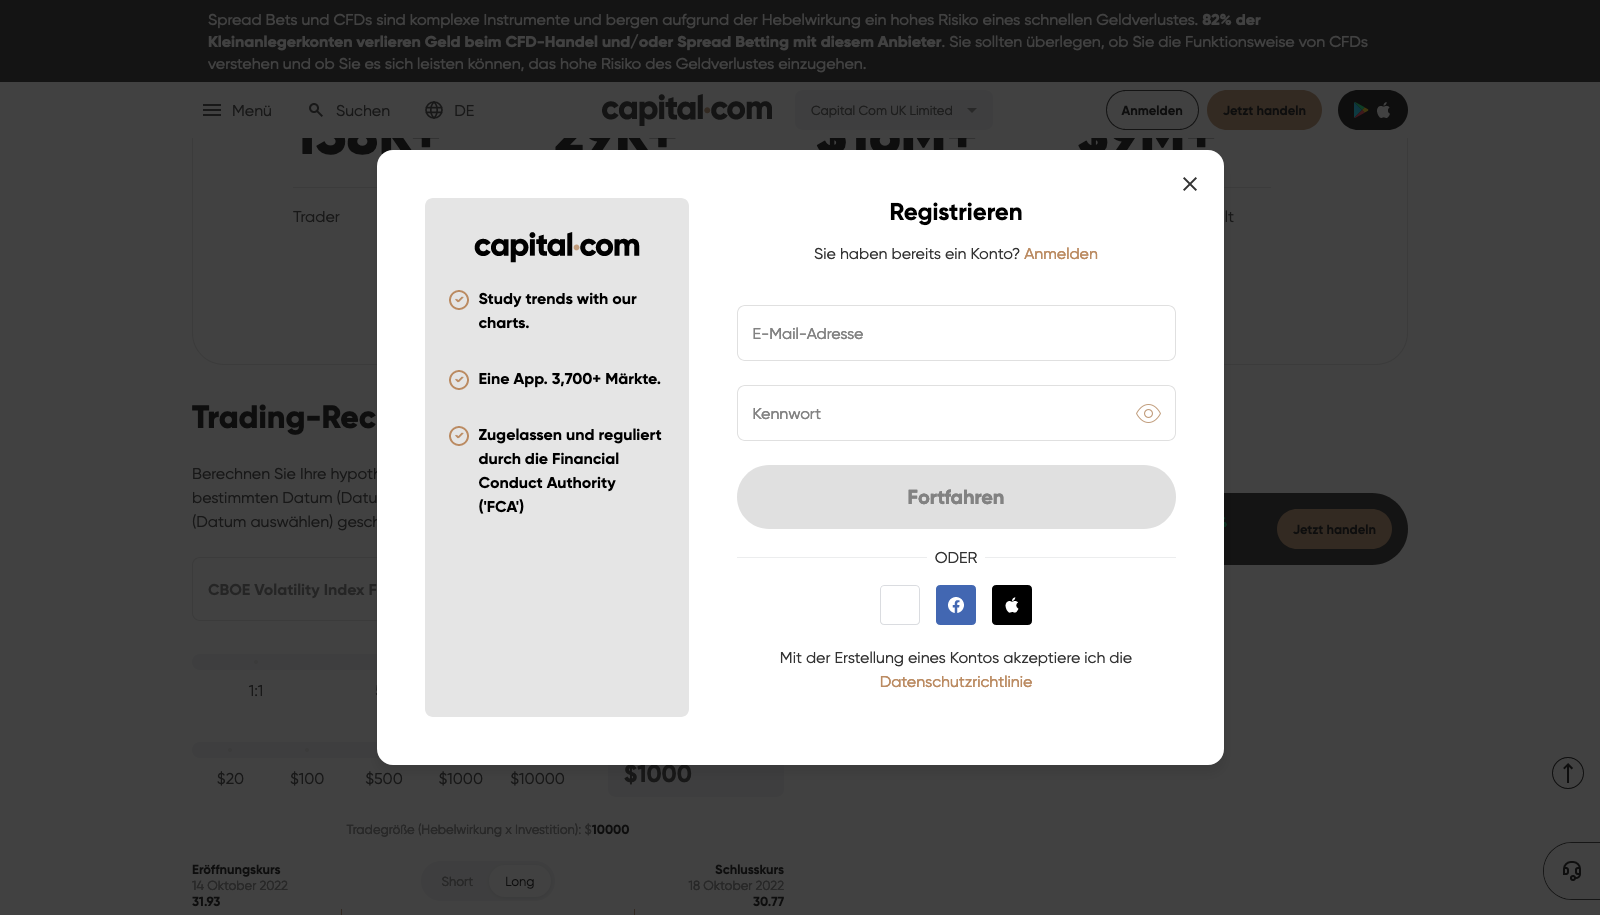 Spread Bets und CFDs sind komplexe Instrumente und bergen aufgrund der Hebelwirkung ein hohes Risiko eines schnellen Geldverlustes. 82% der
Kleinanlegerkonten verlieren Geld beim CFD-Handel und/oder Spread Betting mit diesem Anbieter. Sie sollten überlegen, ob Sie die Funktionsweise von CFDs
verstehen und ob Sie es sich leisten können, das hohe Risiko des Geldverlustes einzugehen.
Menü
Suchen
DE
capital.com
Capital Com UK Limited
Anmelden
Jetzt handeln
Trader
lt
Registrieren
Sie haben bereits ein Konto? Anmelden
capital.com
Study trends with our
charts.
Eine App. 3,700+ Märkte.
Zugelassen und reguliert
durch die Financial
Conduct Authority
('FCA')
E-Mail-Adresse
Kennwort
Fortfahren
ODER
Mit der Erstellung eines Kontos akzeptiere ich die
Datenschutzrichtlinie
Trading-Rec
Berechnen Sie Ihre hypoth
bestimmten Datum (Datu
(Datum auswählen) gesch
Jetzt handeln
CBOE Volatility Index F
1:1
$20
$100
$500
$1000
$10000
$1000
Tradegröße (Hebelwirkung x Investition): $10000
Eröffnungskurs
14 Oktober 2022
31.93
Short
Long
Schlusskurs
18 Oktober 2022
30.77